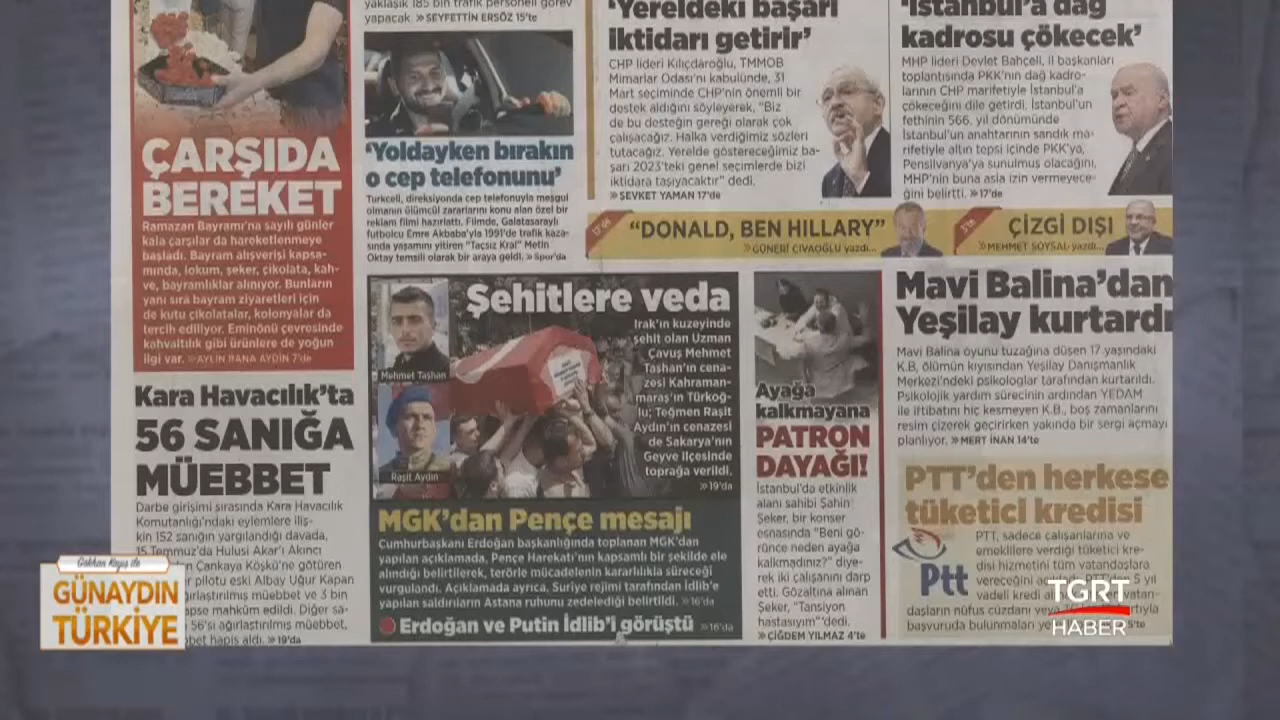 yaklaşık 185 bin trafik personeli görev
yapacak. »SEYFETTİN ERSÖZ 15'te
ÇARŞIDA
BEREKET
Ramazan Bayramı'na sayılı günler
kala çarşılar da hareketlenmeye
başladı. Bayram alışverişi kapsa-
mında, lokum, şeker, çikolata, kah-
ve, bayramlıklar alınıyor. Bunların
yanı sıra bayram ziyaretleri için
de kutu çikolatalar, kolonyalar da
tercih ediliyor. Eminönü çevresinde
kahvaltılık gibi ürünlere de yoğun
ilgi var. »AYLİN RANA AYDIN 7'de
Kara Havacılık'ta
56 SANIĞA
MÜEBBET
Darbe girişimi sırasında Kara Havacılık
Komutanlığı'ndaki eylemlere iliş-
kin 152 sanığın yargılandığı davada,
15 Temmuz'da Hulusi Akar'ı Akıncı
Çankaya Köşkü'ne götüren
pilotu eski Albay Uğur Kapan
ağırlaştırılmış müebbet ve 3 bin
hapse mahkûm edildi. Diğer sa-
56'sı ağırlaştırılmış müebbet,
hapis aldı. »19'da
'Yoldayken bırakın
o cep telefonunu'
Turkcell, direksiyonda cep telefonuyla meşgul
olmanın ölümcül zararlarını konu alan özel bir
reklam filmi hazırlattı. Filmde, Galatasaraylı
futbolcu Emre Akbaba'yla 1991'de trafik kaza-
sında yaşamını yitiren "Taçsız Kral" Metin
Oktay temsili olarak bir araya geldi. »Spor'da
'Yereldeki başarı
iktidarı getirir'
CHP lideri Kılıçdaroğlu, TMMOB
Mimarlar Odası'nı kabulünde, 31
Mart seçiminde CHP'nin önemli bir
destek aldığını söyleyerek, "Biz
de bu desteğin gereği olarak çok
çalışacağız. Halka verdiğimiz sözleri
tutacağız. Yerelde göstereceğimiz ba-
şarı 2023'teki genel seçimlerde bizi
iktidara taşıyacaktır" dedi.
»ŞEVKET YAMAN 17'de
'İstanbul'a dağ
kadrosu çökecek'
MHP lideri Devlet Bahçeli, il başkanları
toplantısında PKK'nın dağ kadro-
larının CHP marifetiyle İstanbul'a
çökeceğini dile getirdi. İstanbul'un
fethinin 566. yıl dönümünde
İstanbul'un anahtarının sandık ma-
rifetiyle altın tepsi içinde PKK'ya,
Pensilvanya'ya sunulmuş olacağını,
MHP'nin buna asla izin vermeyece-
ğini belirtti. »17'de
"DONALD, BEN HILLARY"
»GÜNERİ CIVAOĞLU yazdı...
ÇİZGİ DIŞI
»MEHMET SOYSAL yazdı...
Şehitlere veda
Mehmet Taşhan
Raşit Aydın
Irak'ın kuzeyinde
şehit olan Uzman
Çavuş Mehmet
Taşhan'ın cena-
zesi Kahraman-
maraş'ın Türkoğ-
lu; Teğmen Raşit
Aydın'ın cenazesi
de Sakarya'nın
Geyve ilçesinde
toprağa verildi.
»19'da
MGK'dan Pençe mesajı
Cumhurbaşkanı Erdoğan başkanlığında toplanan MGK'dan
yapılan açıklamada, Pençe Harekatı'nın kapsamlı bir şekilde ele
alındığı belirtilerek, terörle mücadelenin kararlılıkla süreceği
vurgulandı. Açıklamada ayrıca, Suriye rejimi tarafından İdlib'e
yapılan saldırıların Astana ruhunu zedelediği belirtildi. »16'da
Erdoğan ve Putin İdlib'i görüştü »16'da
Ayağa
kalkmayana
PATRON
DAYAĞI!
İstanbul'da etkinlik
alanı sahibi Şahin
Şeker, bir konser
esnasında "Beni gö-
rünce neden ayağa
kalkmadınız?" diye-
rek iki çalışanını darp
etti. Gözaltına alınan
Şeker, "Tansiyon
hastasıyım" dedi.
»ÇİĞDEM YILMAZ 4'te
Mavi Balina'dan
Yeşilay kurtardı
Mavi Balina oyunu tuzağına düşen 17 yaşındaki
K.B, ölümün kıyısından Yeşilay Danışmanlık
Merkezi'ndeki psikologlar tarafından kurtarıldı.
Psikolojik yardım sürecinin ardından YEDAM
ile irtibatını hiç kesmeyen K.B., boş zamanlarını
resim çizerek geçirirken yakında bir sergi açmayı
planlıyor. »MERT İNAN 14'te
PTT'den herkese
tüketici kredisi
Ptt
PTT, sadece çalışanlarına ve
emeklilere verdiği tüketici kre-
disi hizmetini tüm vatandaşlara
vereceğini 5 yıl
vadeli kredi
daşların nüfus cüzdanı veya
başvuruda bulunmaları
Gökhan Kayış ile
GÜNAYDIN
TÜRKİYE
TGRT
HABER